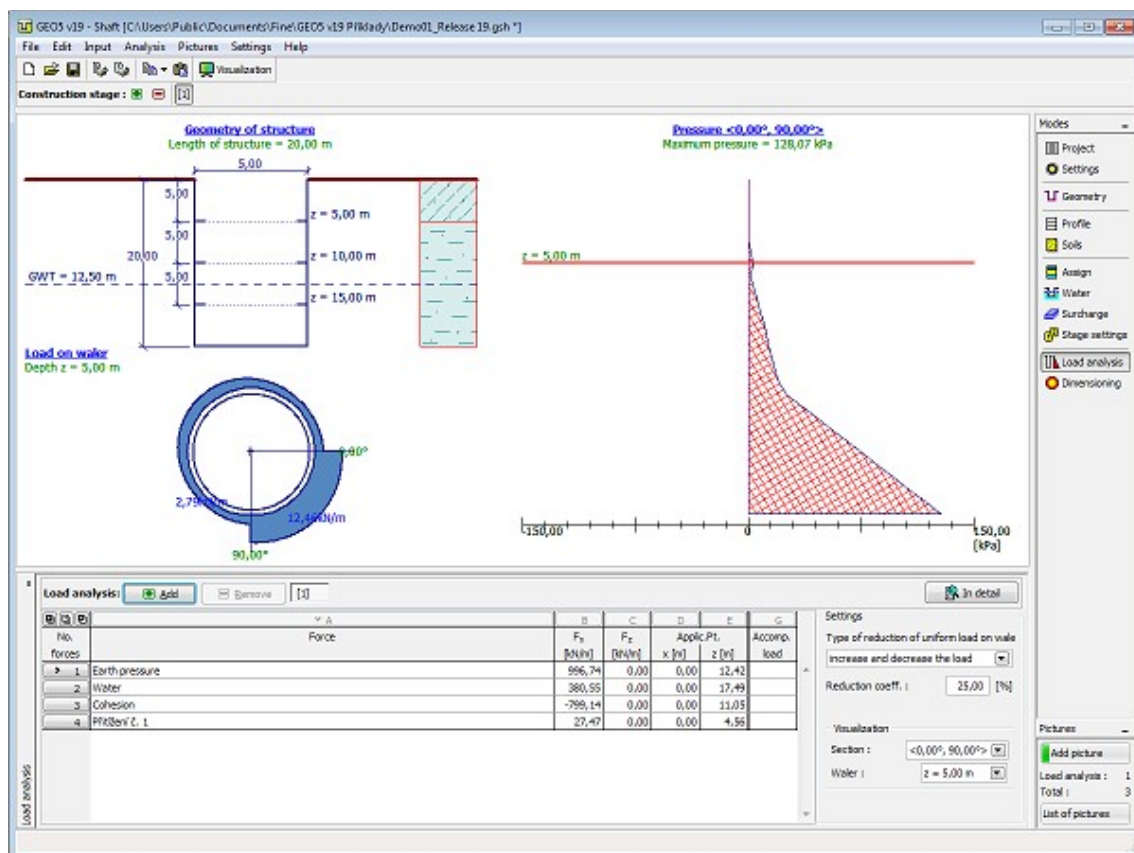 GEO5 v19 - Shaft [C:\Users\Public\Documents\Fine\GEO5 v19 Příklady\Demo01_Release 19.gsh *]
File Edit Input Analysis Pictures Settings Help
Visualization
Construction stage : [1]
Geometry of structure
Length of structure = 20,00 m
5,00
5,00
z = 5,00 m
5,00
20,00
z = 10,00 m
GWT = 12,50 m
5,00
z = 15,00 m
Load on waler
Depth z = 5,00 m
0,00°
2,79kN/m
12,46kN/m
90,00°
Pressure <0,00°, 90,00°>
Maximum pressure = 128,07 kPa
z = 5,00 m
-150,00 0 150,00
[kPa]
Modes
Project
Settings
Geometry
Profile
Soils
Assign
Water
Surcharge
Stage settings
Load analysis
Dimensioning
Load analysis: Add Remove [1] In detail
A B C D E G
No. Force Fx Fz Applic.Pt. Accomp.
forces [kN/m] [kN/m] x [m] z [m] load
1 Earth pressure 996,74 0,00 0,00 12,42
2 Water 380,55 0,00 0,00 17,49
3 Cohesion -799,14 0,00 0,00 11,05
4 Přitížení č. 1 27,47 0,00 0,00 4,56
Settings
Type of reduction of uniform load on wale
increase and decrease the load
Reduction coeff. : 25,00 [%]
Visualization
Section : <0,00°, 90,00°>
Waler : z = 5,00 m
Pictures
Add picture
Load analysis : 1
Total : 3
List of pictures
Load analysis